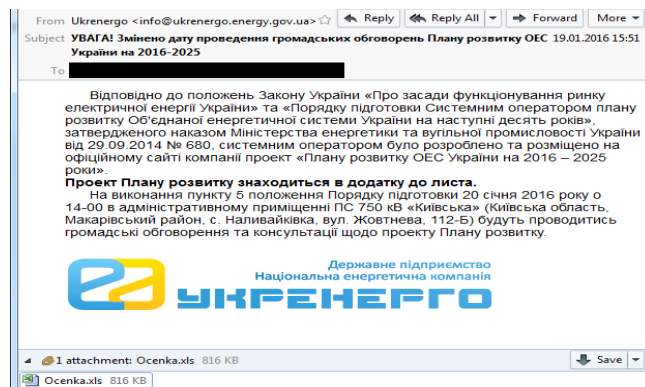 From Ukrenergo <info@ukrenergo.energy.gov.ua> Reply Reply All Forward More
Subject УВАГА! Змінено дату проведення громадських обговорень Плану розвитку ОЕС 19.01.2016 15:51
України на 2016-2025
To
Відповідно до положень Закону України «Про засади функціонування ринку
електричної енергії України» та «Порядку підготовки Системним оператором плану
розвитку Об'єднаної енергетичної системи України на наступні десять років»,
затвердженого наказом Міністерства енергетики та вугільної промисловості України
від 29.09.2014 № 680, системним оператором було розроблено та розміщено на
офіційному сайті компанії проект «Плану розвитку ОЕС України на 2016 – 2025
роки».
Проект Плану розвитку знаходиться в додатку до листа.
На виконання пункту 5 положення Порядку підготовки 20 січня 2016 року о
14-00 в адміністративному приміщенні ПС 750 кВ «Київська» (Київська область,
Макарівський район, с. Наливайківка, вул. Жовтнева, 112-Б) будуть проводитись
громадські обговорення та консультації щодо проекту Плану розвитку.
Державне підприємство
Національна енергетична компанія
УКРЕНЕРГО
1 attachment: Ocenka.xls 816 KB Save
Ocenka.xls 816 KB